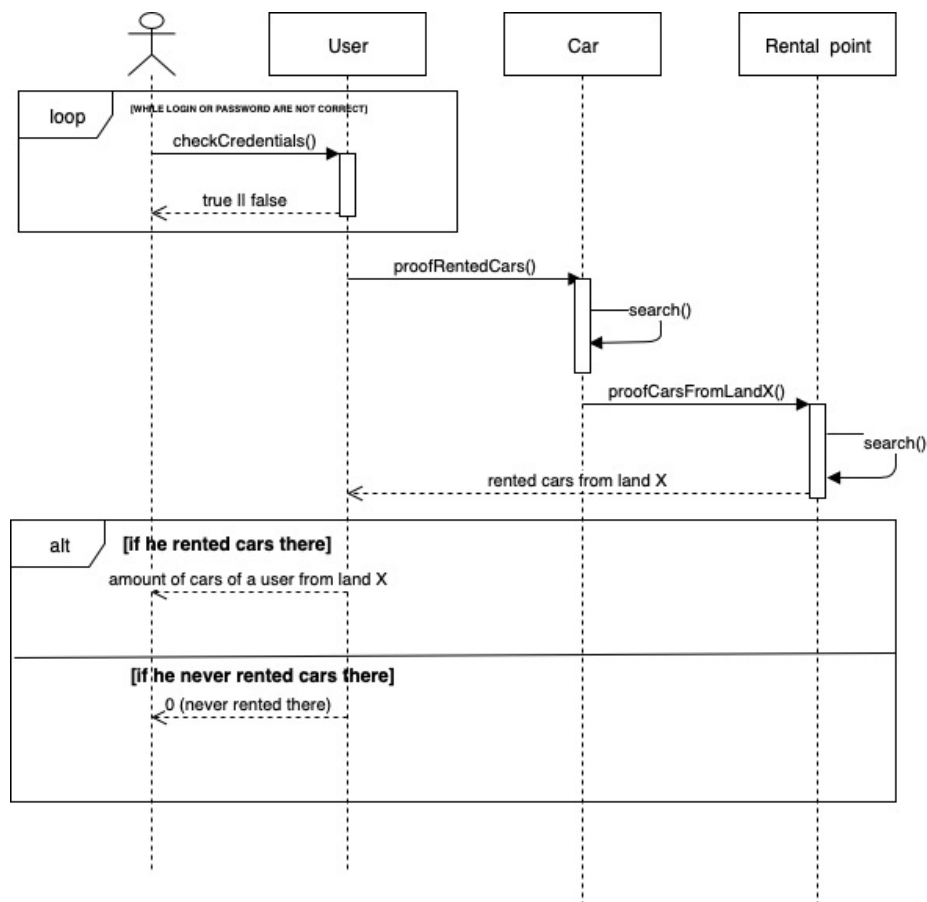 User
Car
Rental point
loop
[WHILE LOGIN OR PASSWORD ARE NOT CORRECT]
checkCredentials()
true || false
proofRentedCars()
search()
proofCarsFromLandX()
search()
rented cars from land X
alt
[if he rented cars there]
amount of cars of a user from land X
[if he never rented cars there]
0 (never rented there)